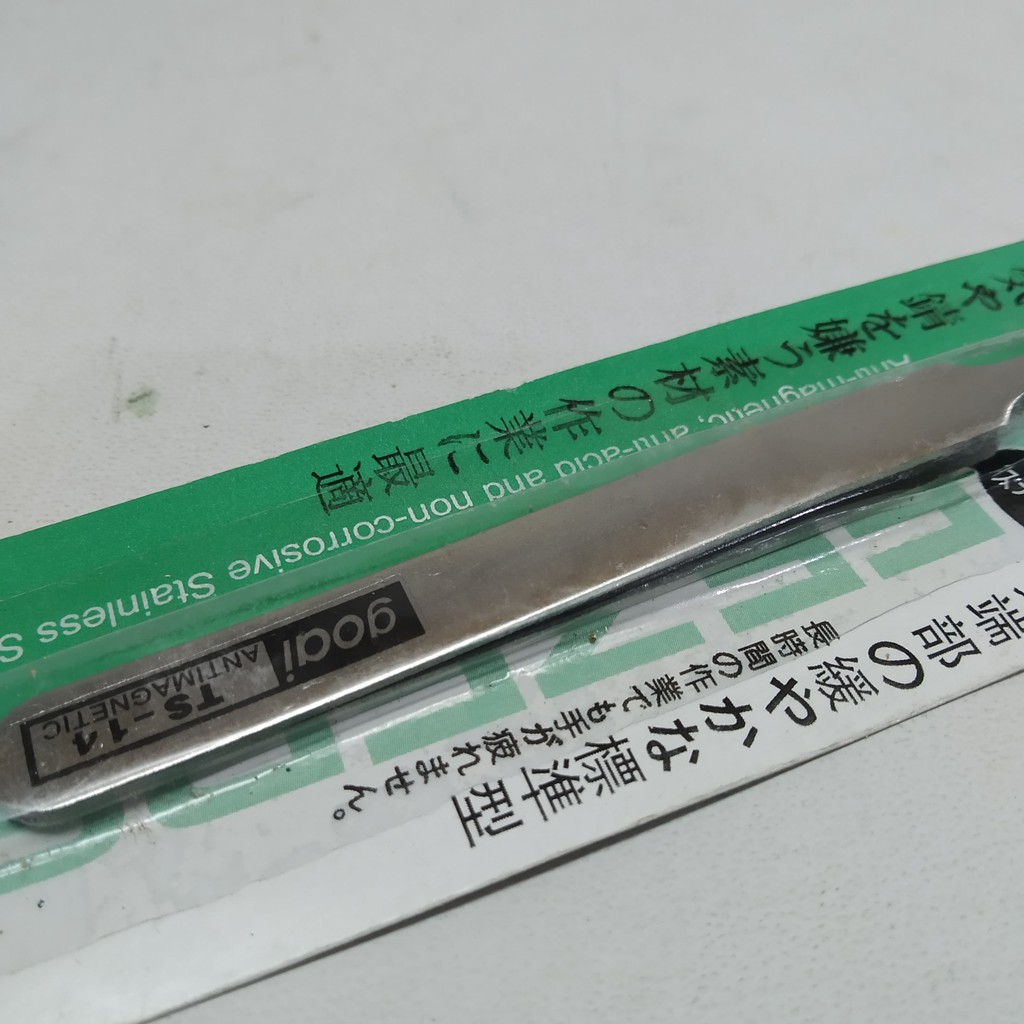 や錆を嫌う素材の作業に最適
Anti-magnetic, anti-acid and non-corrosive Stainless
TS-14
ANTIMAGNETIC
端部の緩やかな標準型
長時間の作業でも手が疲れません。